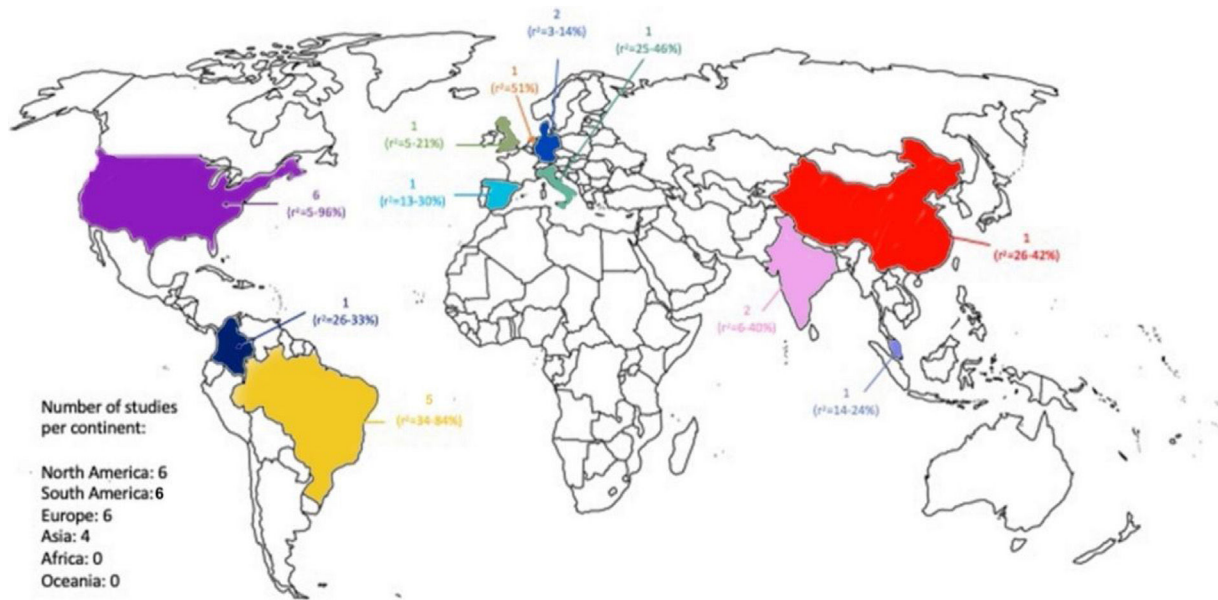 2
(r²=3-14%)
1
(r²=25-46%)
1
(r²=51%)
1
(r²=5-21%)
1
(r²=13-30%)
6
(r²=5-96%)
1
(r²=26-42%)
1
(r²=26-33%)
2
(r²=6-40%)
1
(r²=14-24%)
5
(r²=34-84%)
Number of studies
per continent:
North America: 6
South America:6
Europe: 6
Asia: 4
Africa: 0
Oceania: 0